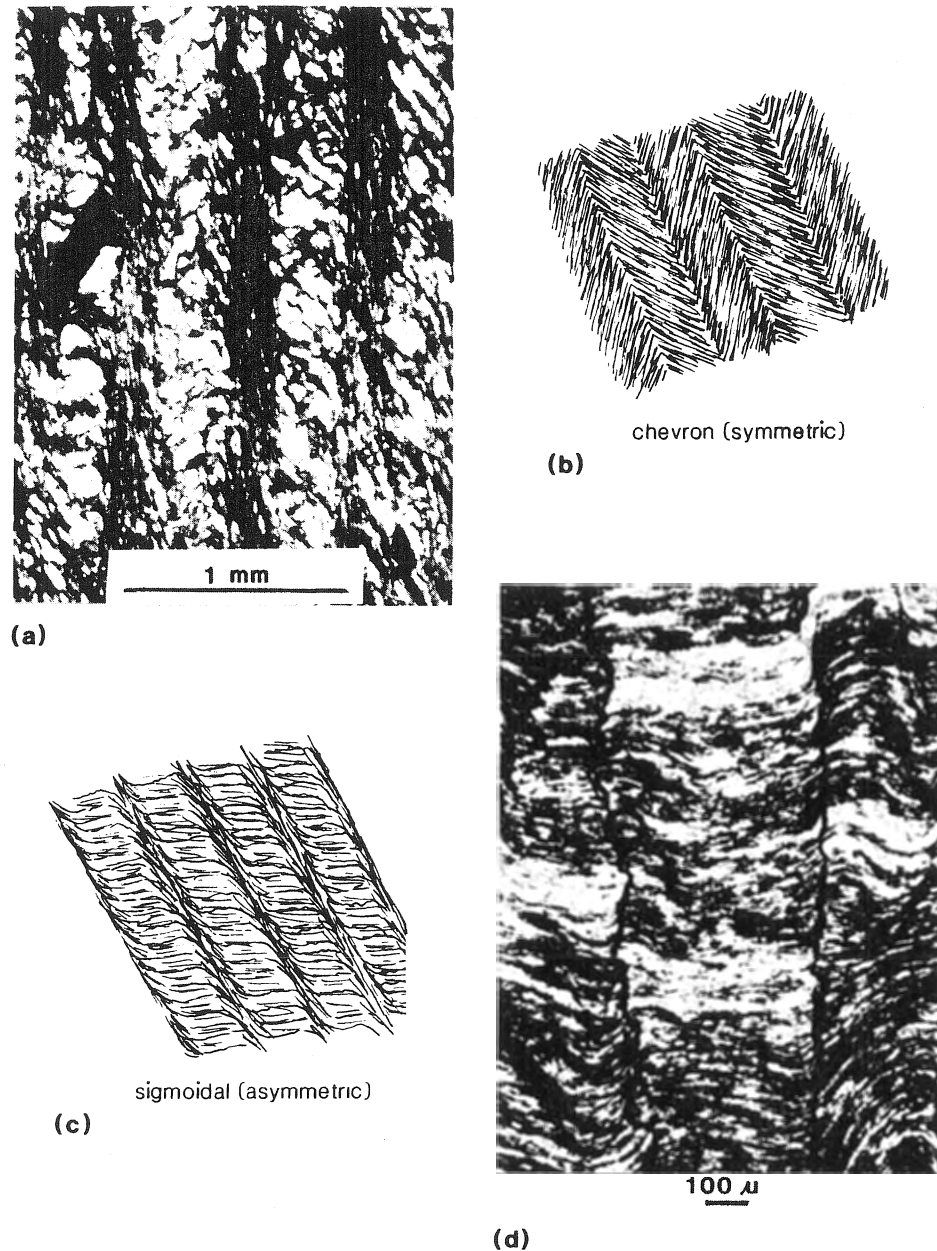 1 mm
(a)
chevron (symmetric)
(b)
sigmoidal (asymmetric)
(c)
100 μ
(d)